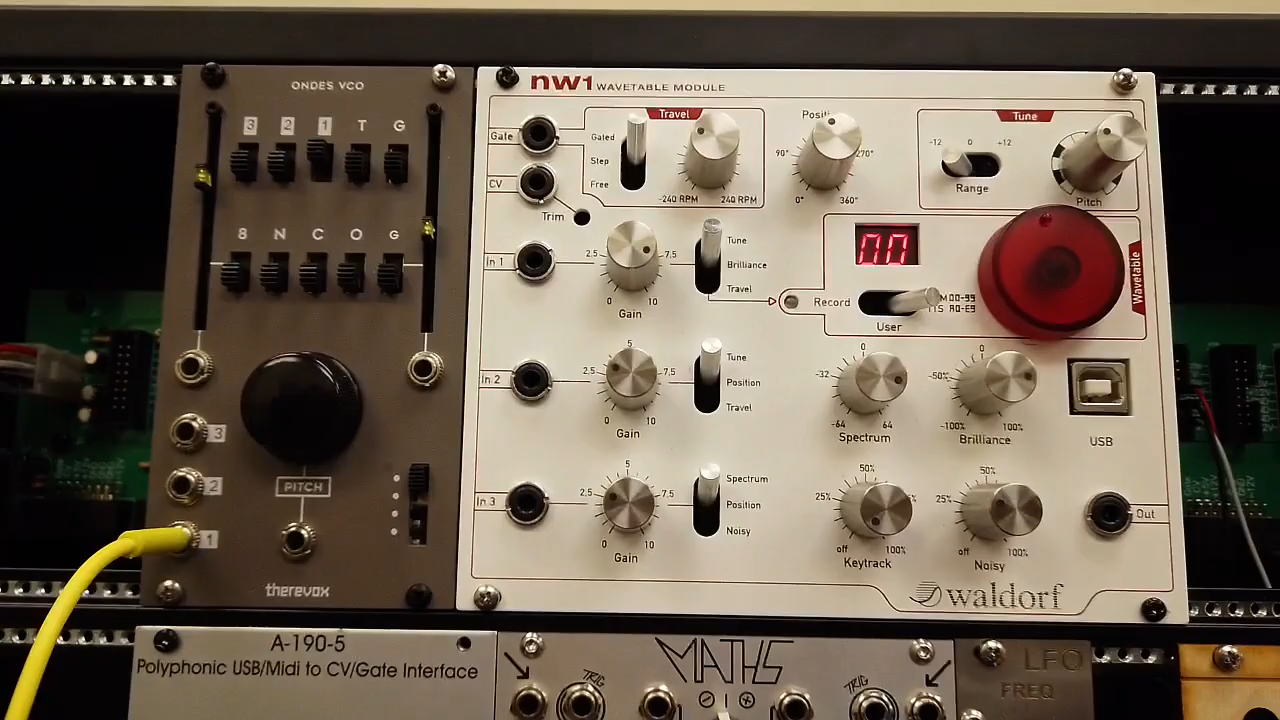 ONDES VCO
3 2 1 T G
8 N C O G
3
2
1
PITCH
therevox
nw1 WAVETABLE MODULE
Gate
CV
Trim
Travel
Gated
Step
Free
-240 RPM 240 RPM
90° 270°
0° 360°
Tune
-12 0 +12
Range
Pitch
In 1
2,5 7,5
0 10
Gain
Tune
Brilliance
Travel
00
Record
User
Wavetable
In 2
5
2,5 7,5
0 10
Gain
Tune
Position
Travel
0
-32
-64 64
Spectrum
0
-50%
-100% 100%
Brilliance
USB
In 3
5
2,5 7,5
0 10
Gain
Spectrum
Position
Noisy
50%
25%
off 100%
Keytrack
50%
25%
off 100%
Noisy
Out
waldorf
A-190-5
Polyphonic USB/Midi to CV/Gate Interface
MATHS
TRIG
TRIG
LFO
FREQ